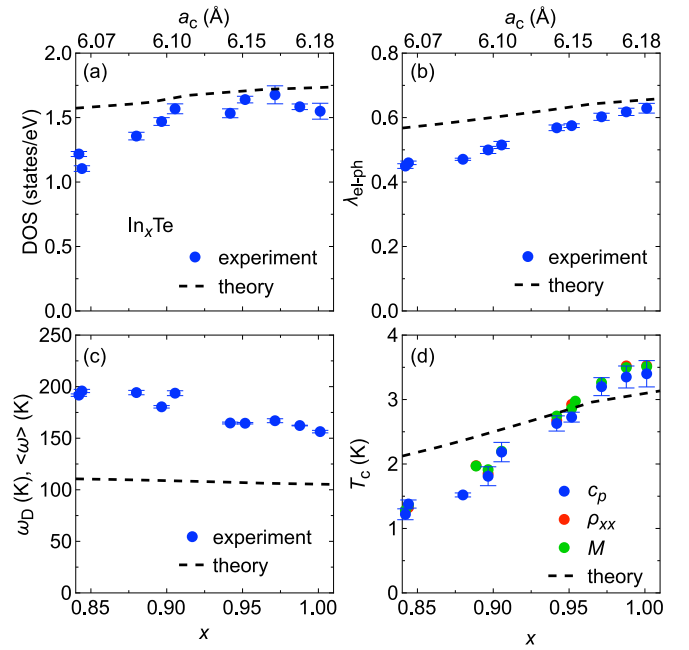 a_c (Å)
6.07 6.10 6.15 6.18
a_c (Å)
6.07 6.10 6.15 6.18
2.0
1.5
1.0
0.5
0.0
DOS (states/eV)
(a)
In_xTe
experiment
theory
0.8
0.6
0.4
0.2
0.0
λ_el-ph
(b)
experiment
theory
250
200
150
100
50
0
ω_D (K), <ω> (K)
(c)
experiment
theory
0.85 0.90 0.95 1.00
x
4
3
2
1
0
T_c (K)
(d)
c_p
ρ_xx
M
theory
0.85 0.90 0.95 1.00
x